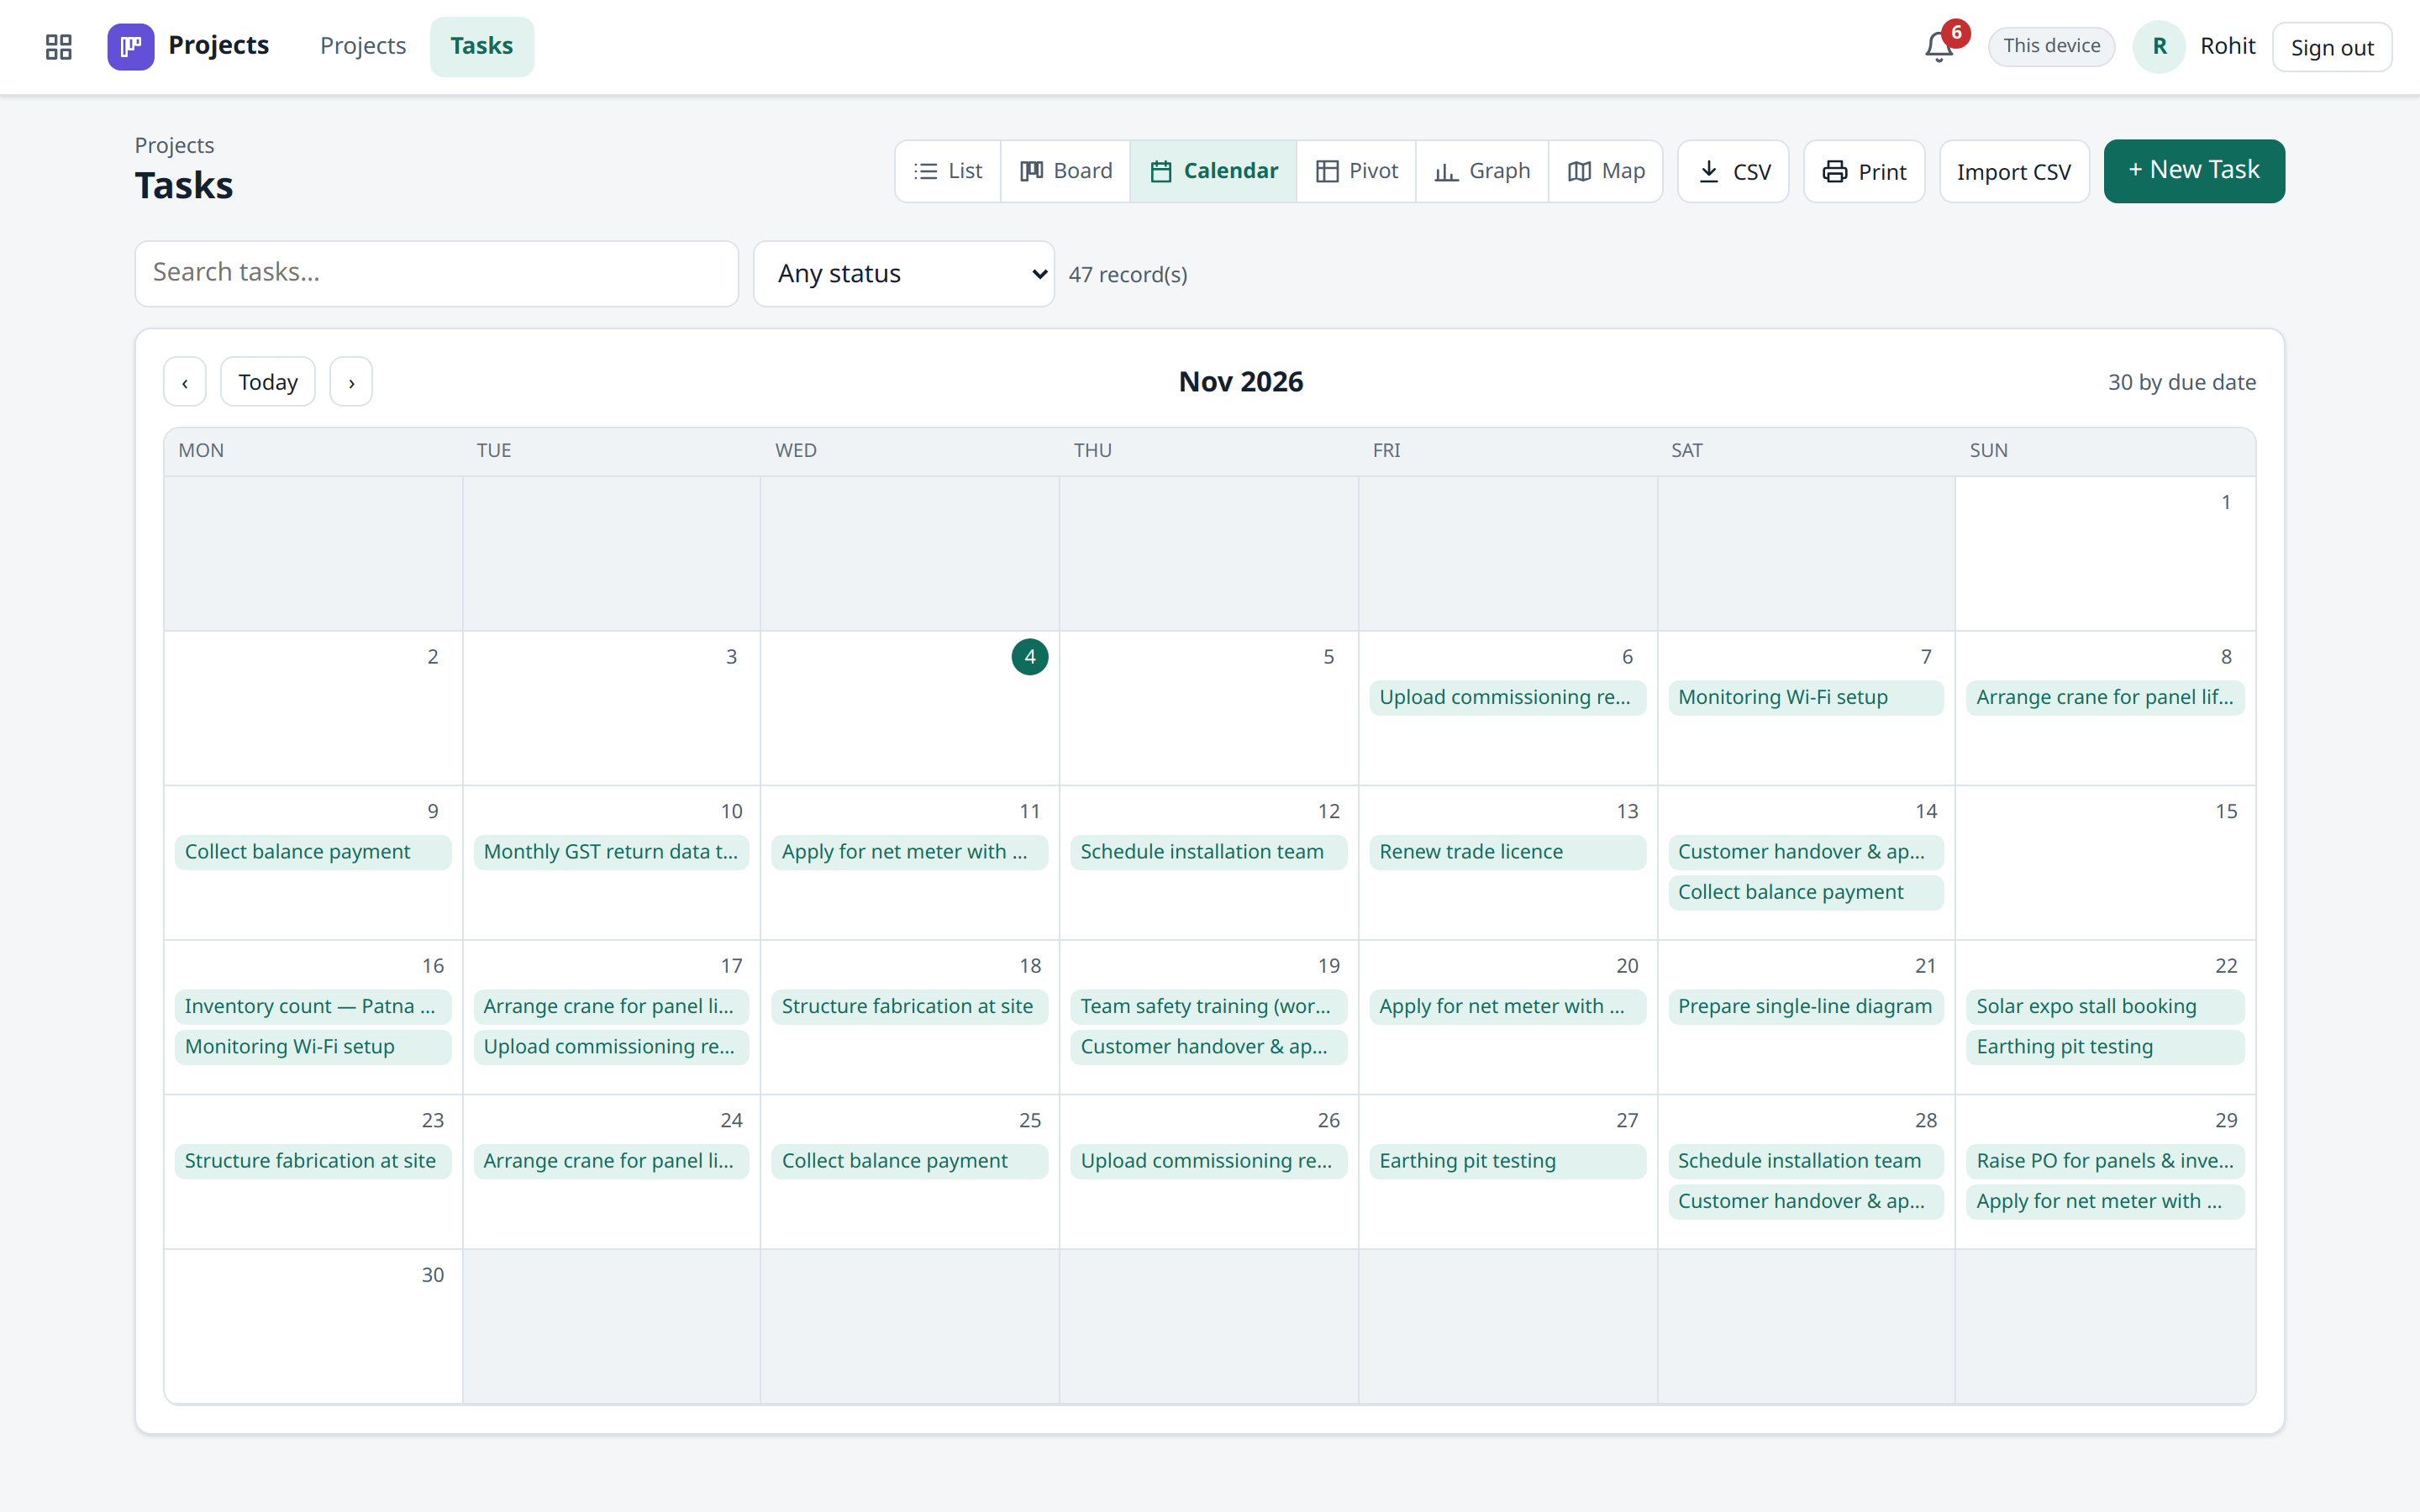 Projects
Projects
Tasks
6
This device
R
Rohit
Sign out
Projects
Tasks
List
Board
Calendar
Pivot
Graph
Map
CSV
Print
Import CSV
+ New Task
Search tasks...
Any status
47 record(s)
‹
Today
›
Nov 2026
30 by due date
MON TUE WED THU FRI SAT SUN
1
2 3 4 5 6 7 8
Upload commissioning re...
Monitoring Wi-Fi setup
Arrange crane for panel lif...
9 10 11 12 13 14 15
Collect balance payment
Monthly GST return data t...
Apply for net meter with ...
Schedule installation team
Renew trade licence
Customer handover & ap...
Collect balance payment
16 17 18 19 20 21 22
Inventory count — Patna ...
Arrange crane for panel li...
Structure fabrication at site
Team safety training (wor...
Apply for net meter with ...
Prepare single-line diagram
Solar expo stall booking
Monitoring Wi-Fi setup
Upload commissioning re...
Customer handover & ap...
Earthing pit testing
23 24 25 26 27 28 29
Structure fabrication at site
Arrange crane for panel li...
Collect balance payment
Upload commissioning re...
Earthing pit testing
Schedule installation team
Raise PO for panels & inve...
Customer handover & ap...
Apply for net meter with ...
30